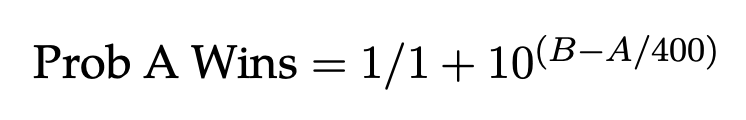 Prob A Wins = 1/1 + 10^(B−A/400)